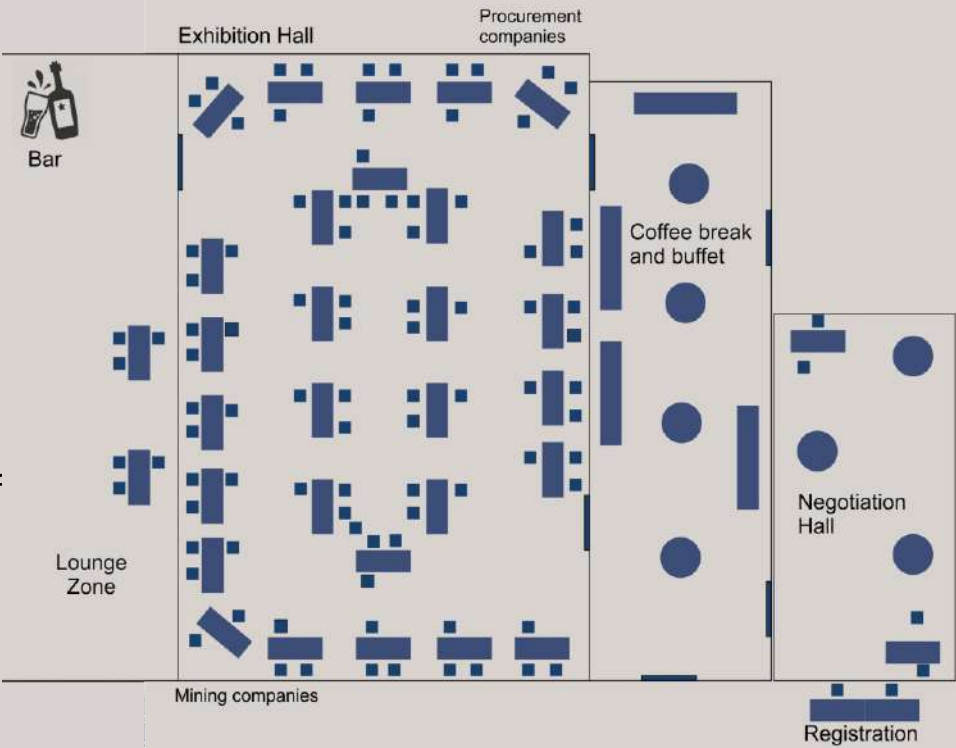 Procurement
companies
Exhibition Hall
Bar
Coffee break
and buffet
Negotiation
Hall
Lounge
Zone
Mining companies
Registration